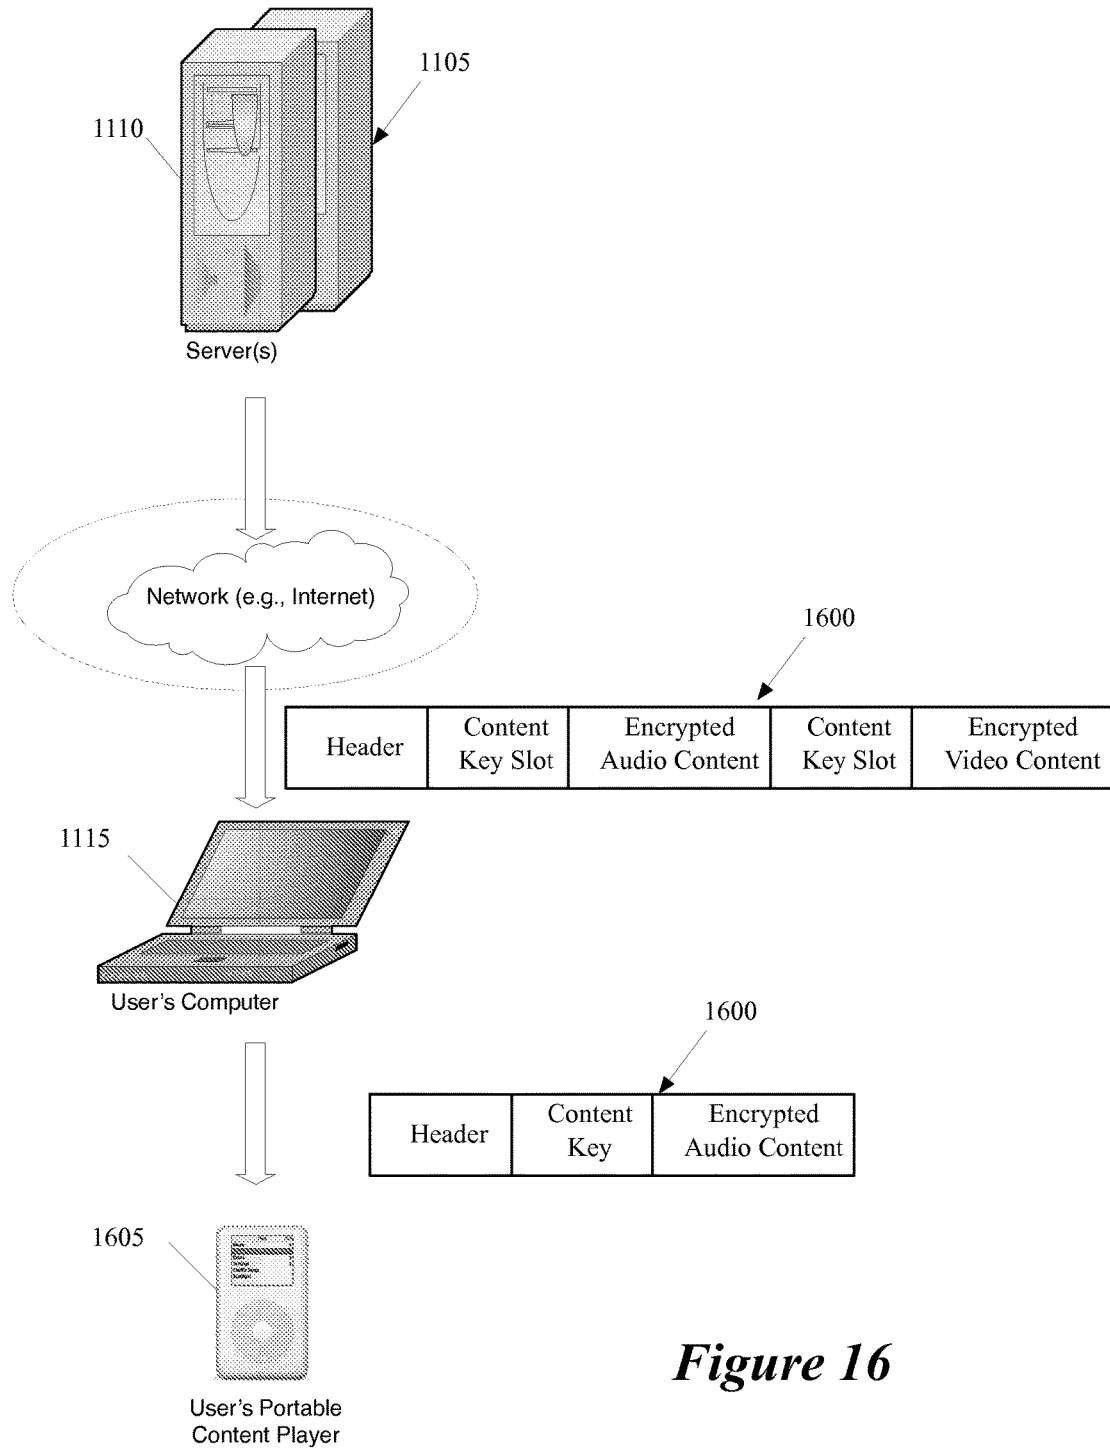 1105
1110
Server(s)
Network (e.g., Internet)
1600
Header
Content
Key Slot
Encrypted
Audio Content
Content
Key Slot
Encrypted
Video Content
1115
User's Computer
1600
Header
Content
Key
Encrypted
Audio Content
1605
User's Portable
Content Player
Figure 16